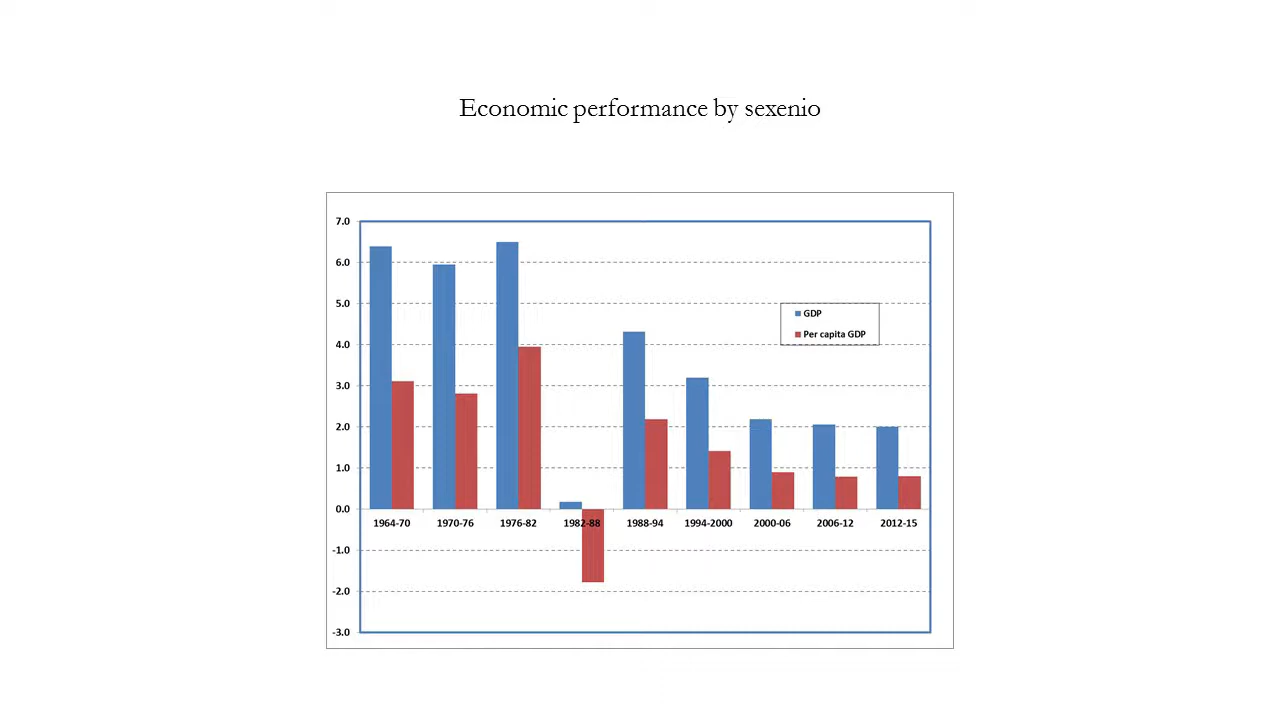 Economic performance by sexenio
7.0
6.0
5.0
4.0
3.0
2.0
1.0
0.0
-1.0
-2.0
-3.0
GDP
Per capita GDP
1964-70 1970-76 1976-82 1982-88 1988-94 1994-2000 2000-06 2006-12 2012-15